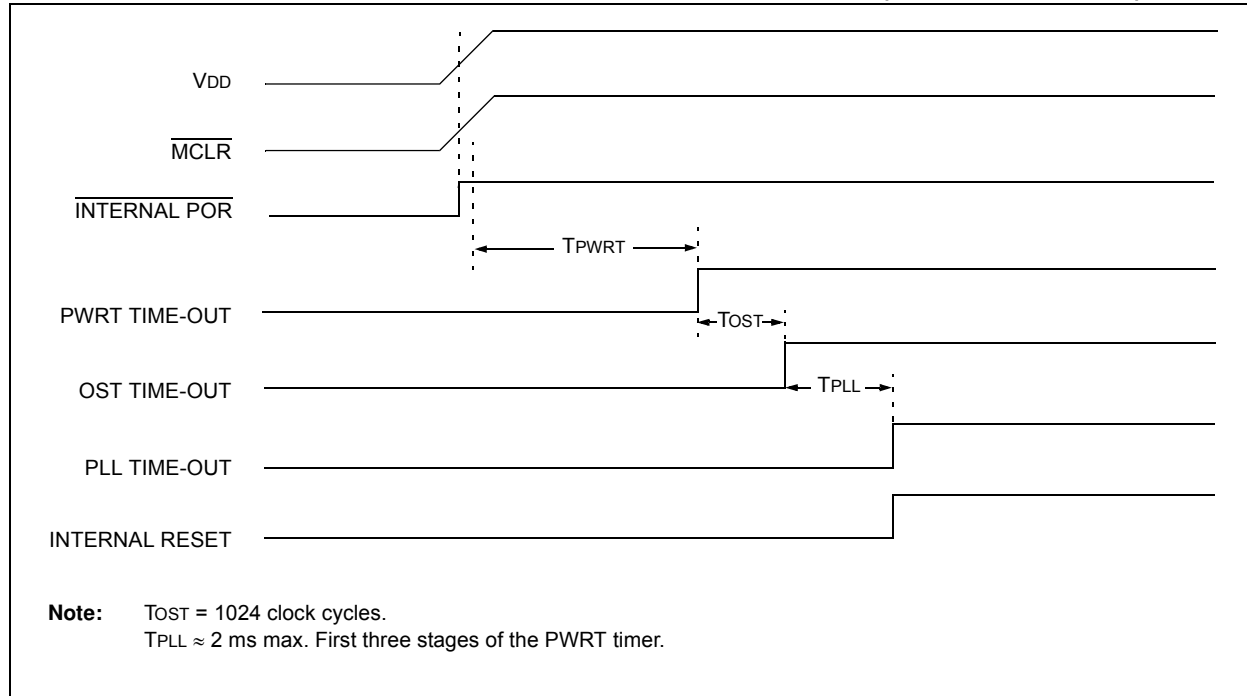 VDD
MCLR
INTERNAL POR
TPWRT
PWRT TIME-OUT
TOST
OST TIME-OUT
TPLL
PLL TIME-OUT
INTERNAL RESET
Note: TOST = 1024 clock cycles.
TPLL ≈ 2 ms max. First three stages of the PWRT timer.